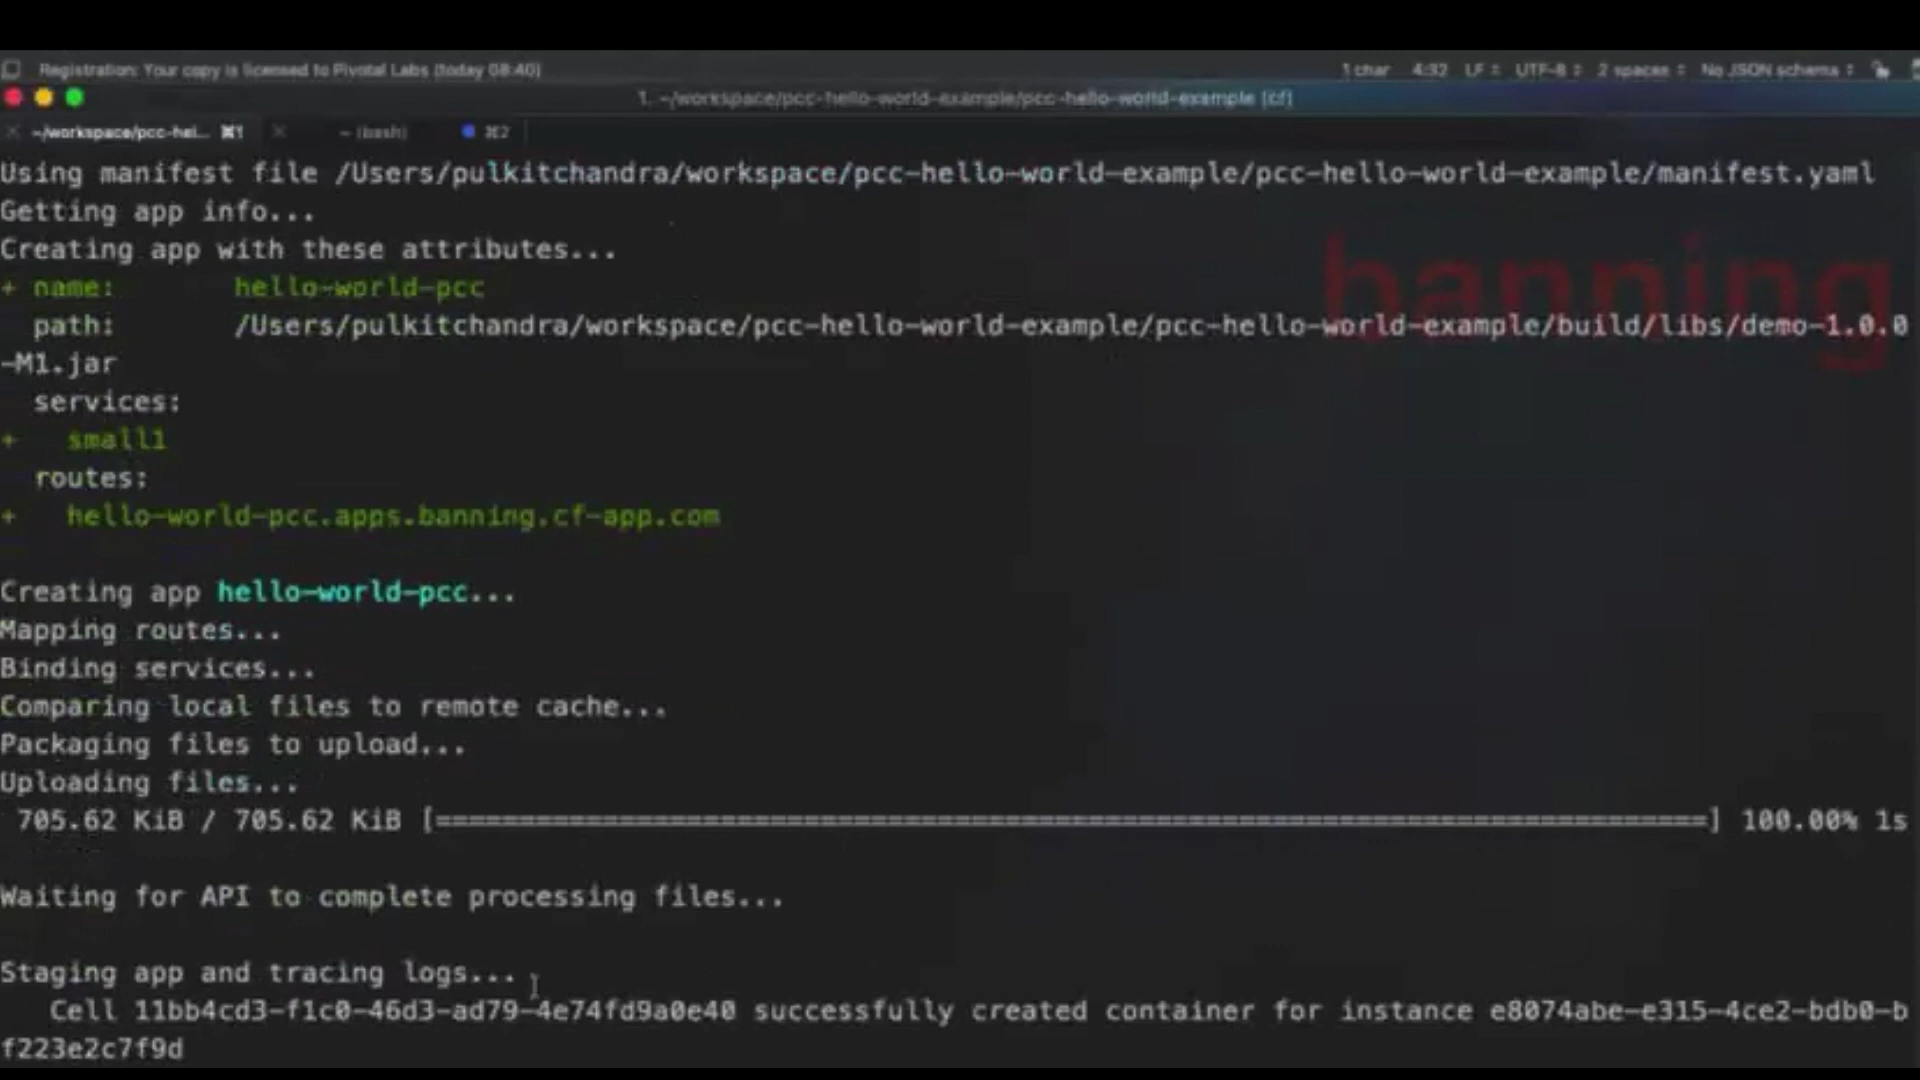 Registration: Your copy is licensed to Pivotal Labs (today 08:40)
1 char 4:32 LF UTF-8 2 spaces No JSON schema
1. ~/workspace/pcc-hello-world-example/pcc-hello-world-example (cf)
~/workspace/pcc-hel... ⌘1 ~ (bash) ⌘2
Using manifest file /Users/pulkitchandra/workspace/pcc-hello-world-example/pcc-hello-world-example/manifest.yaml
Getting app info...
Creating app with these attributes...
banning
+ name: hello-world-pcc
path: /Users/pulkitchandra/workspace/pcc-hello-world-example/pcc-hello-world-example/build/libs/demo-1.0.0
-M1.jar
services:
+ small1
routes:
+ hello-world-pcc.apps.banning.cf-app.com
Creating app hello-world-pcc...
Mapping routes...
Binding services...
Comparing local files to remote cache...
Packaging files to upload...
Uploading files...
705.62 KiB / 705.62 KiB [============================================================================] 100.00% 1s
Waiting for API to complete processing files...
Staging app and tracing logs...
Cell 11bb4cd3-f1c0-46d3-ad79-4e74fd9a0e40 successfully created container for instance e8074abe-e315-4ce2-bdb0-b
f223e2c7f9d